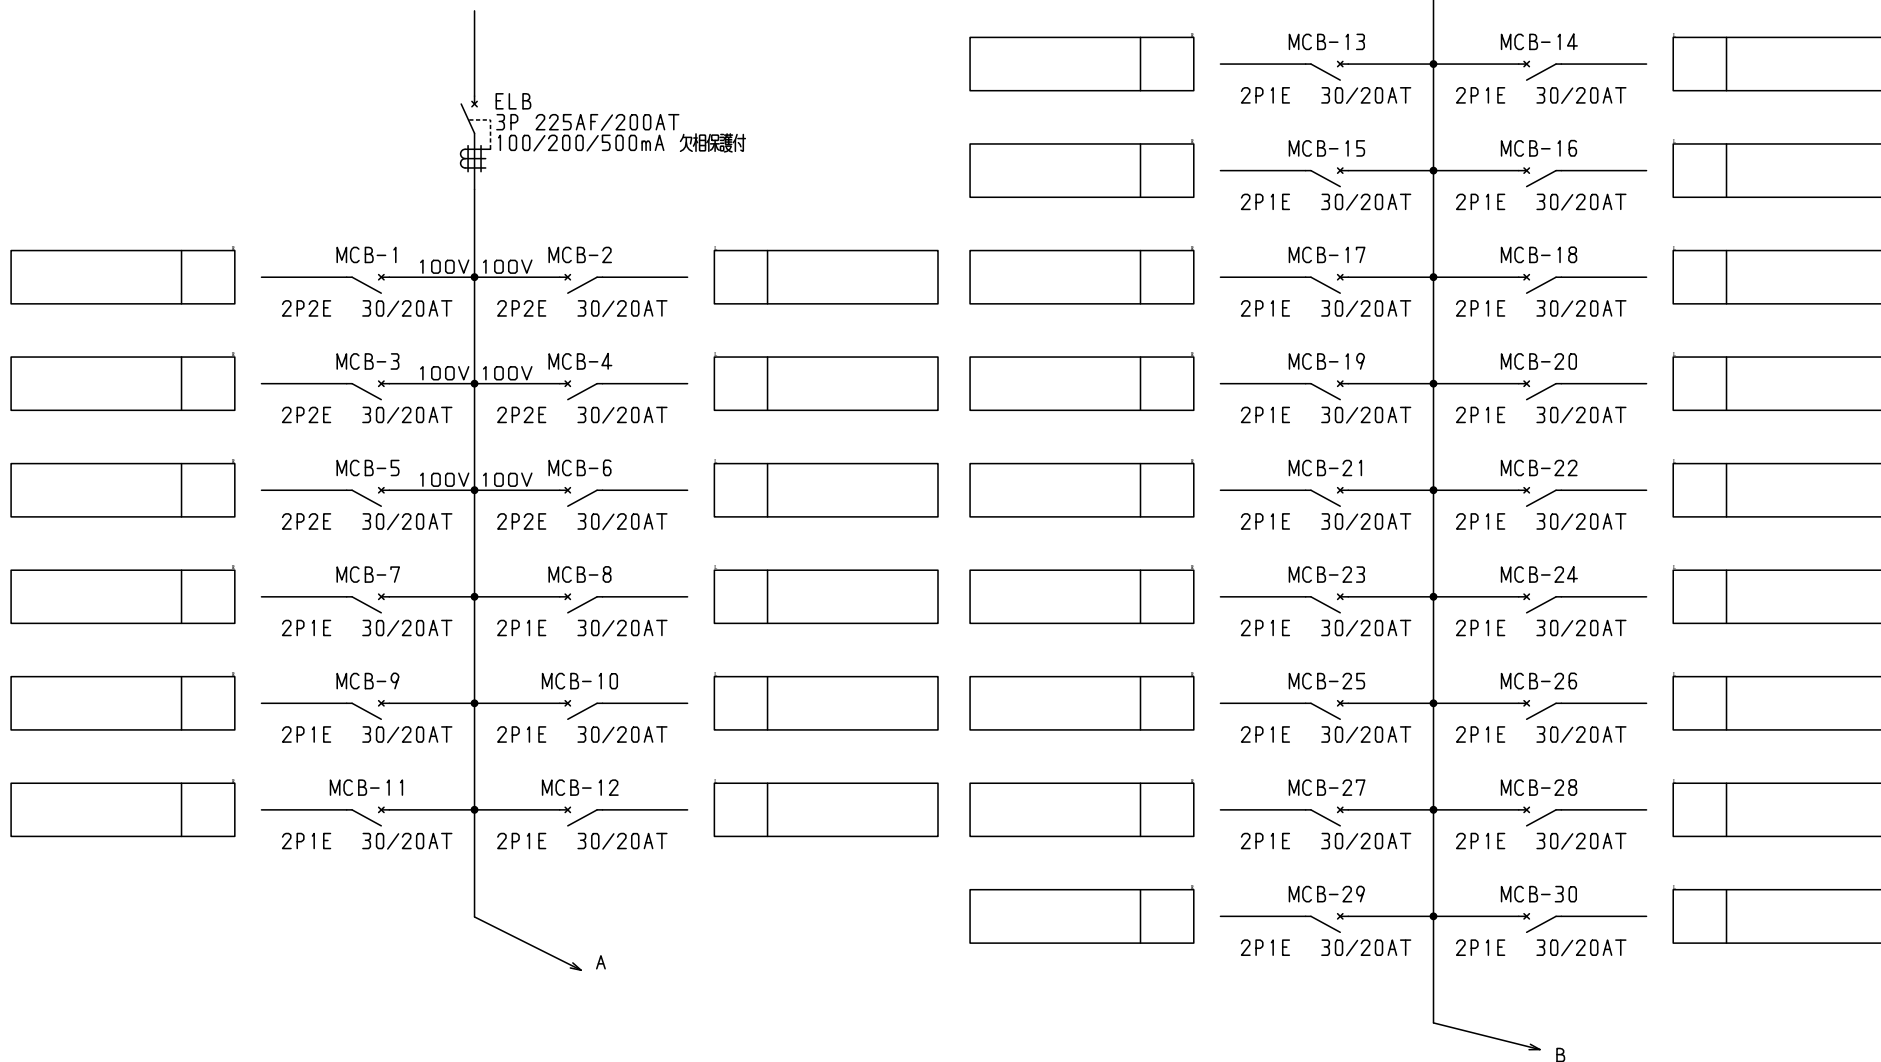 ELB
3P 225AF/200AT
100/200/500mA 欠相保護付
MCB-1 100V 100V MCB-2
2P2E 30/20AT 2P2E 30/20AT
MCB-3 100V 100V MCB-4
2P2E 30/20AT 2P2E 30/20AT
MCB-5 100V 100V MCB-6
2P2E 30/20AT 2P2E 30/20AT
MCB-7 MCB-8
2P1E 30/20AT 2P1E 30/20AT
MCB-9 MCB-10
2P1E 30/20AT 2P1E 30/20AT
MCB-11 MCB-12
2P1E 30/20AT 2P1E 30/20AT
A
MCB-13 MCB-14
2P1E 30/20AT 2P1E 30/20AT
MCB-15 MCB-16
2P1E 30/20AT 2P1E 30/20AT
MCB-17 MCB-18
2P1E 30/20AT 2P1E 30/20AT
MCB-19 MCB-20
2P1E 30/20AT 2P1E 30/20AT
MCB-21 MCB-22
2P1E 30/20AT 2P1E 30/20AT
MCB-23 MCB-24
2P1E 30/20AT 2P1E 30/20AT
MCB-25 MCB-26
2P1E 30/20AT 2P1E 30/20AT
MCB-27 MCB-28
2P1E 30/20AT 2P1E 30/20AT
MCB-29 MCB-30
2P1E 30/20AT 2P1E 30/20AT
B